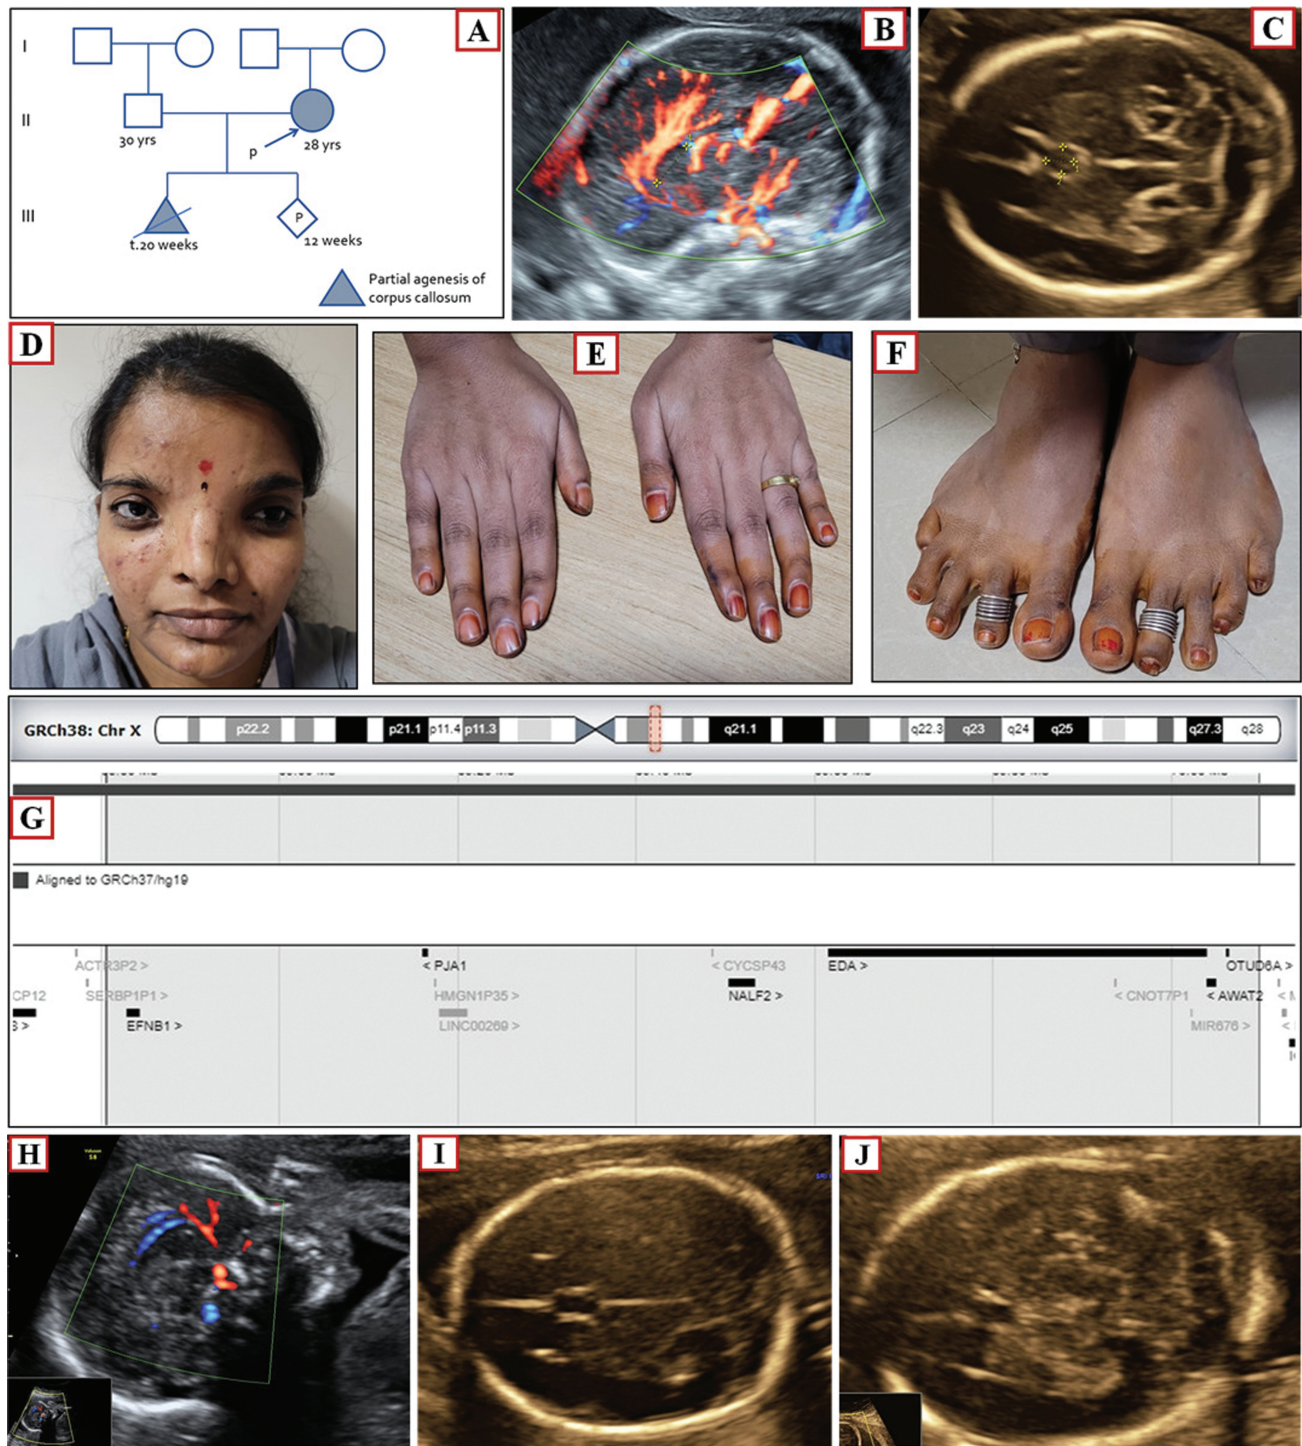 A
I
II
30 yrs
p
28 yrs
III
P
t.20 weeks
12 weeks
Partial agenesis of
corpus callosum
B
C
D
E
F
GRCh38: Chr X
p22.2
p21.1
p11.4
p11.3
q21.1
q22.3
q23
q24
q25
q27.3
q28
G
Aligned to GRCh37/hg19
ACTR3P2 >
< PJA1
< CYCSP43
EDA >
OTUD6A >
CP12
SERBP1P1 >
HMGN1P35 >
NALF2 >
< CNOT7P1
< AWAT2
EFNB1 >
LINC00269 >
MIR676 >
H
I
J